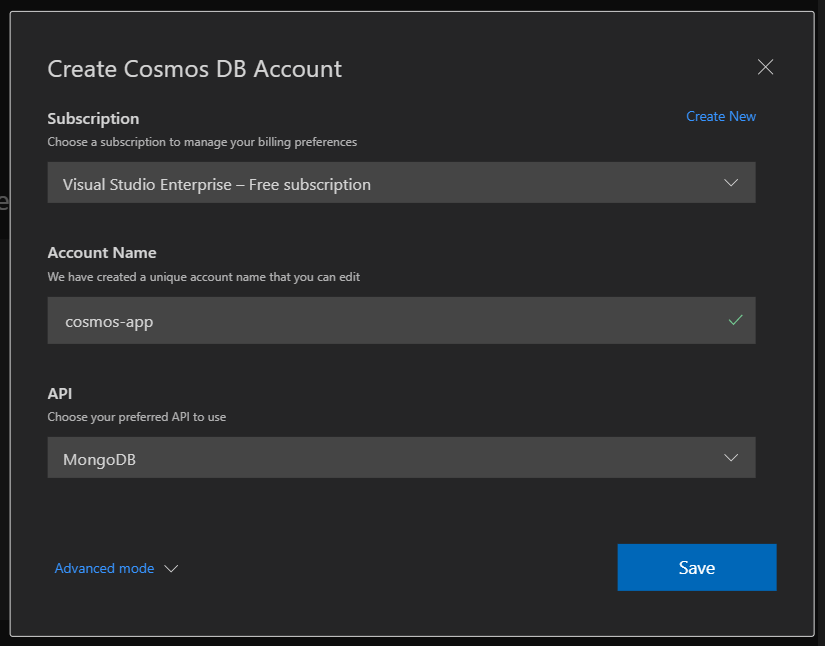 Create Cosmos DB Account
Subscription
Create New
Choose a subscription to manage your billing preferences
Visual Studio Enterprise – Free subscription
Account Name
We have created a unique account name that you can edit
cosmos-app
API
Choose your preferred API to use
MongoDB
Advanced mode
Save